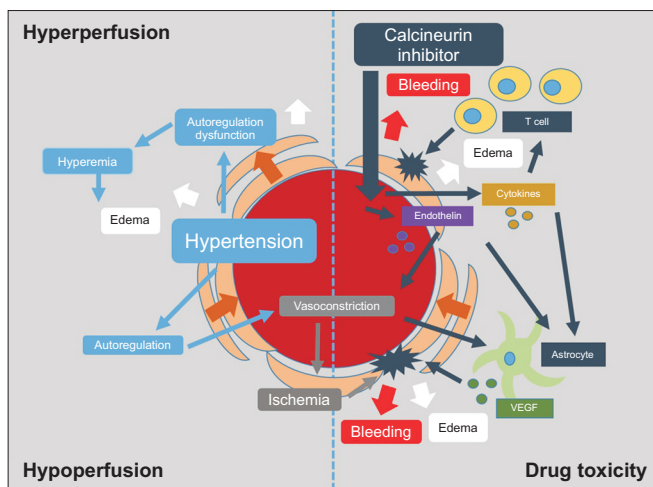 Hyperperfusion
Calcineurin
inhibitor
Bleeding
Autoregulation
dysfunction
T cell
Hyperemia
Edema
Edema
Cytokines
Endothelin
Hypertension
Vasoconstriction
Autoregulation
Astrocyte
Ischemia
VEGF
Bleeding
Edema
Hypoperfusion
Drug toxicity